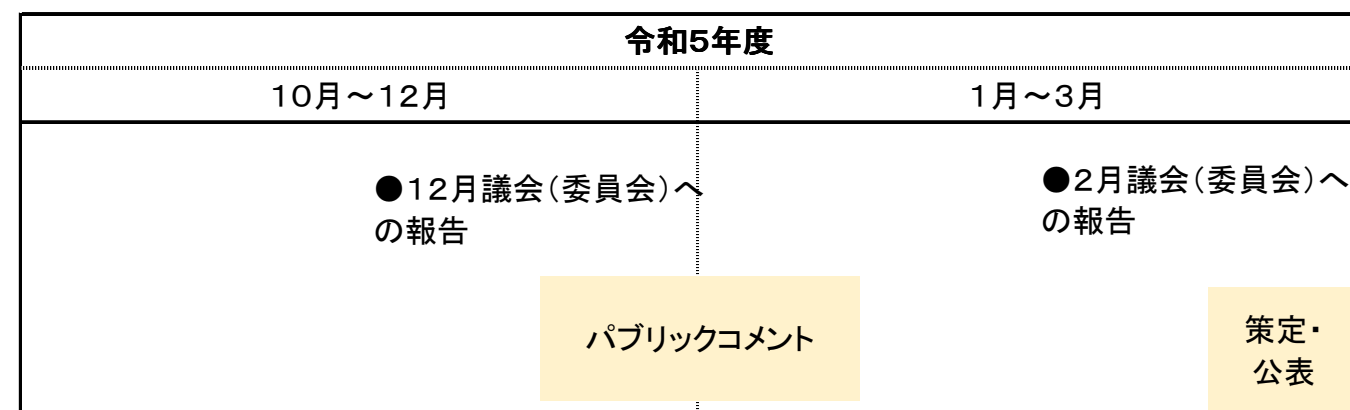 令和5年度
10月～12月
1月～3月
●12月議会（委員会）へ
の報告
●2月議会（委員会）へ
の報告
パブリックコメント
策定・
公表